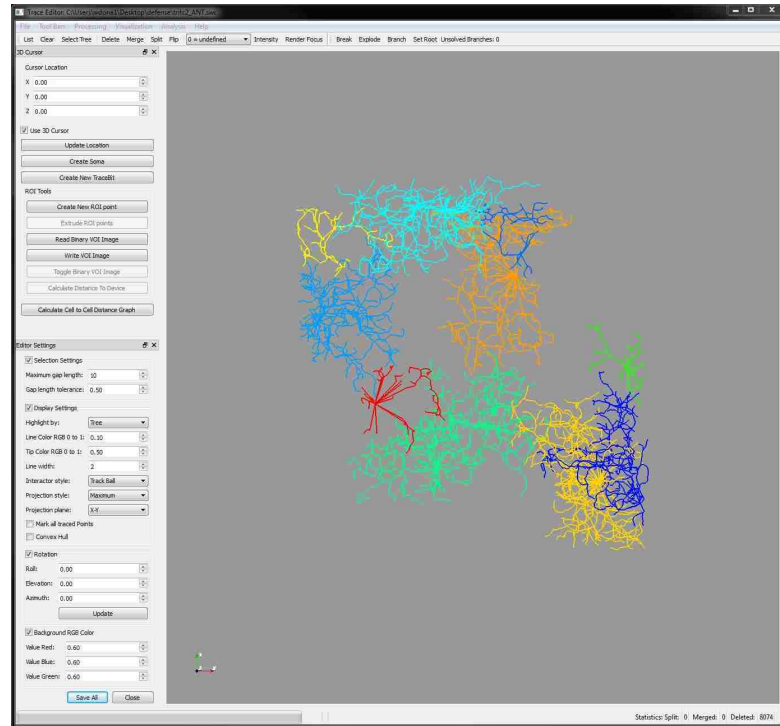 Trace Editor C:\Users\
File Tool Bars Processing Visualization Analysis Help
List Clear Select Tree Delete Merge Split Flip 0 = undefined Intensity Render Focus Break Explode Branch Set Root Unsolved Branches: 0
3D Cursor
Cursor Location
X 0.00
Y 0.00
Z 0.00
Use 3D Cursor
Update Location
Create Soma
Create New TraceBit
ROI Tools
Create New ROI point
Extrude ROI points
Read Binary VOI Image
Write VOI Image
Toggle Binary VOI Image
Calculate Distance To Device
Calculate Cell to Cell Distance Graph
Editor Settings
Selection Settings
Maximum gap length: 10
Gap length tolerance: 0.50
Display Settings
Highlight by: Tree
Line Color RGB 0 to 1: 0.10
Tip Color RGB 0 to 1: 0.50
Line width: 2
Interactor style: Track Ball
Projection style: Maximum
Projection plane: X-Y
Mark all traced Points
Convex Hull
Rotation
Roll: 0.00
Elevation: 0.00
Azimuth: 0.00
Update
Background RGB Color
Value Red: 0.60
Value Blue: 0.60
Value Green: 0.60
Save All Close
Statistics: Split: 0 Merged: 0 Deleted: 8074